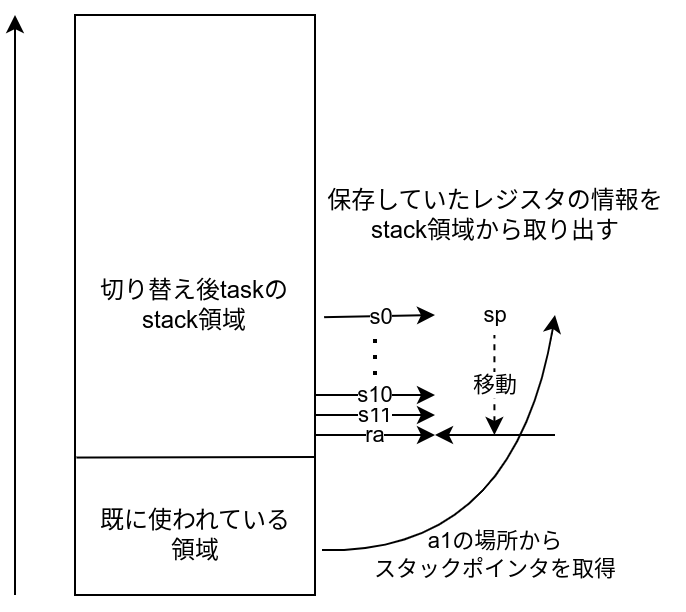 保存していたレジスタの情報を
stack領域から取り出す
切り替え後taskの
stack領域
s0
sp
移動
s10
s11
ra
既に使われている
領域
a1の場所から
スタックポインタを取得